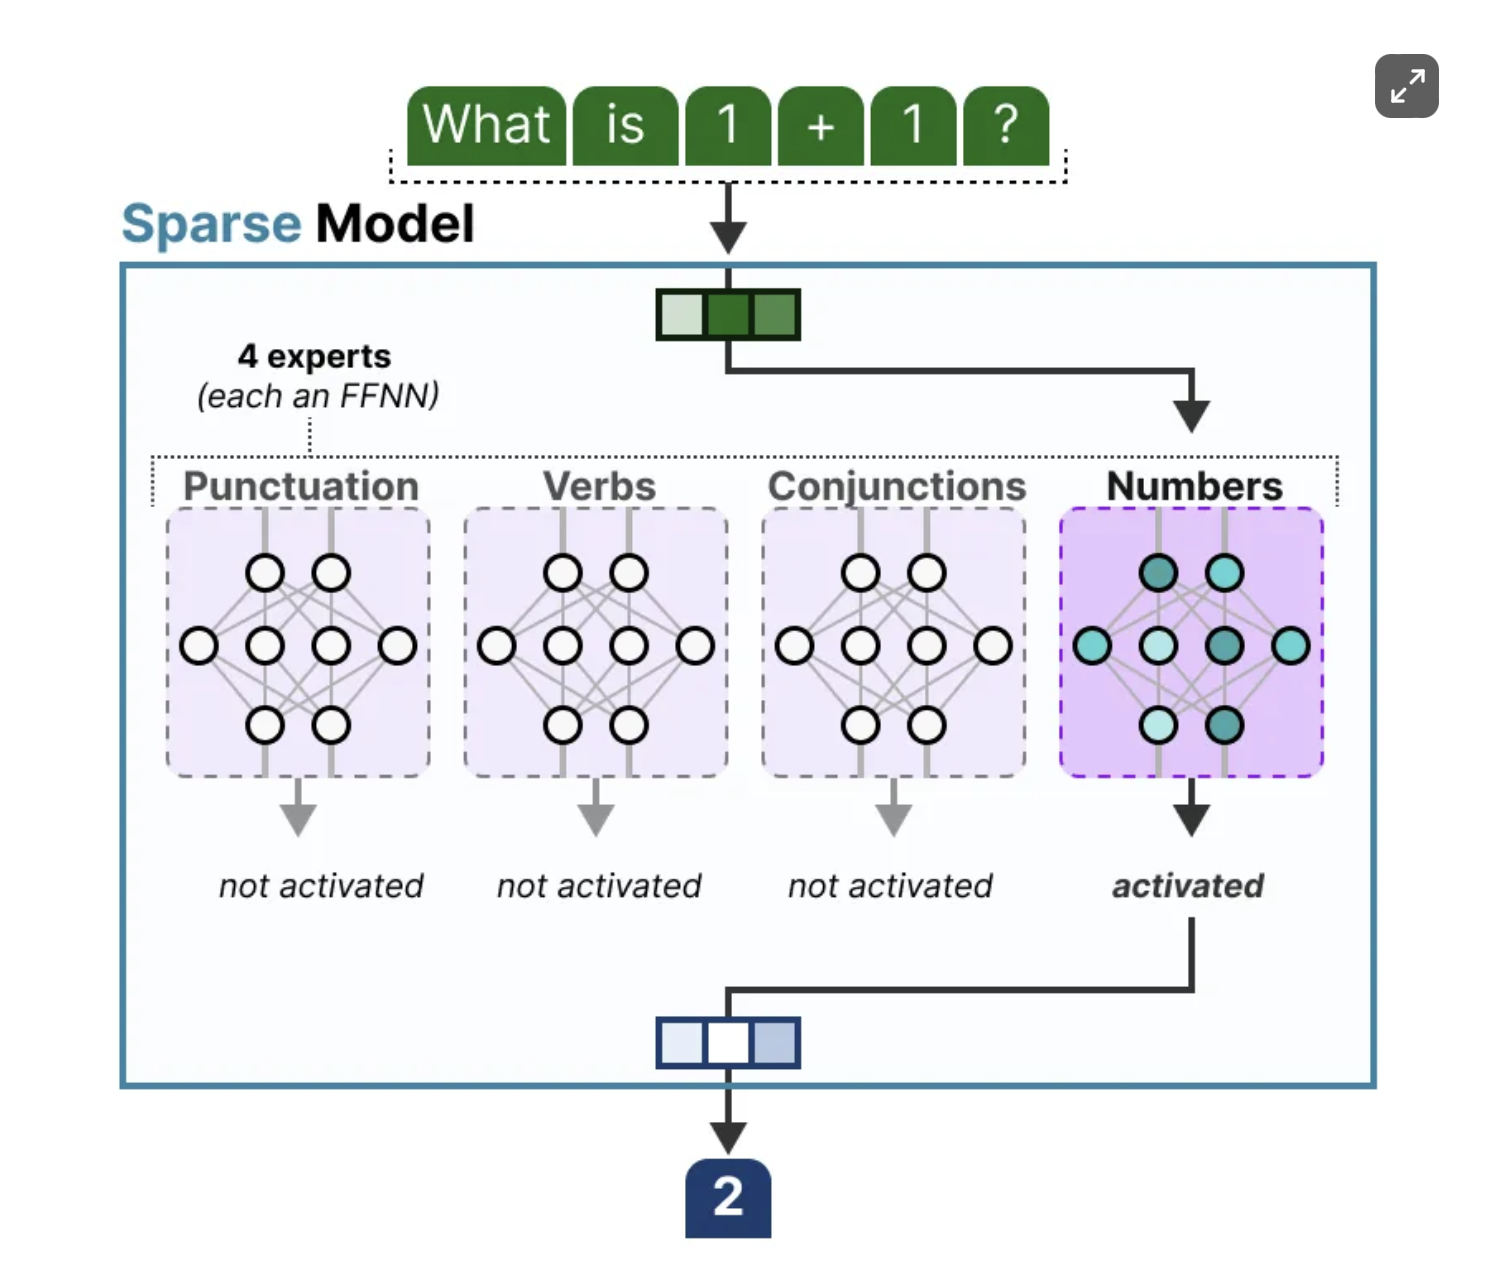 What is 1 + 1 ?
Sparse Model
4 experts
(each an FFNN)
Punctuation Verbs Conjunctions Numbers
not activated not activated not activated activated
2